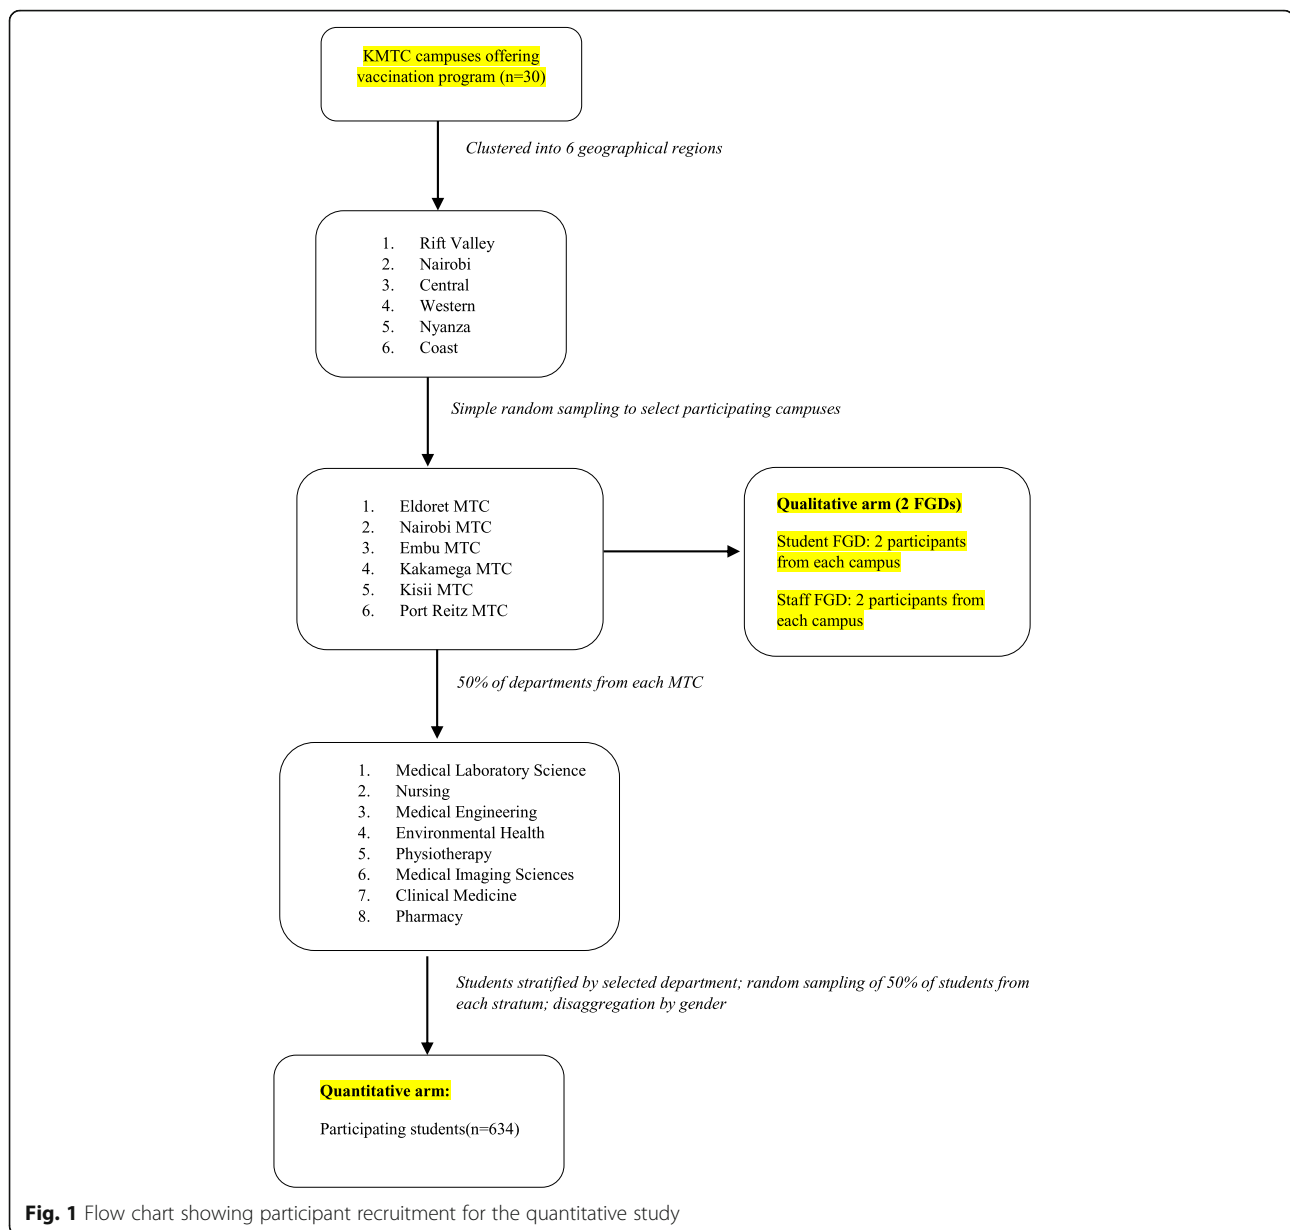 KMTC campuses offering
vaccination program (n=30)
Clustered into 6 geographical regions
1. Rift Valley
2. Nairobi
3. Central
4. Western
5. Nyanza
6. Coast
Simple random sampling to select participating campuses
1. Eldoret MTC
2. Nairobi MTC
3. Embu MTC
4. Kakamega MTC
5. Kisii MTC
6. Port Reitz MTC
Qualitative arm (2 FGDs)
Student FGD: 2 participants
from each campus
Staff FGD: 2 participants from
each campus
50% of departments from each MTC
1. Medical Laboratory Science
2. Nursing
3. Medical Engineering
4. Environmental Health
5. Physiotherapy
6. Medical Imaging Sciences
7. Clinical Medicine
8. Pharmacy
Students stratified by selected department; random sampling of 50% of students from
each stratum; disaggregation by gender
Quantitative arm:
Participating students(n=634)
Fig. 1 Flow chart showing participant recruitment for the quantitative study